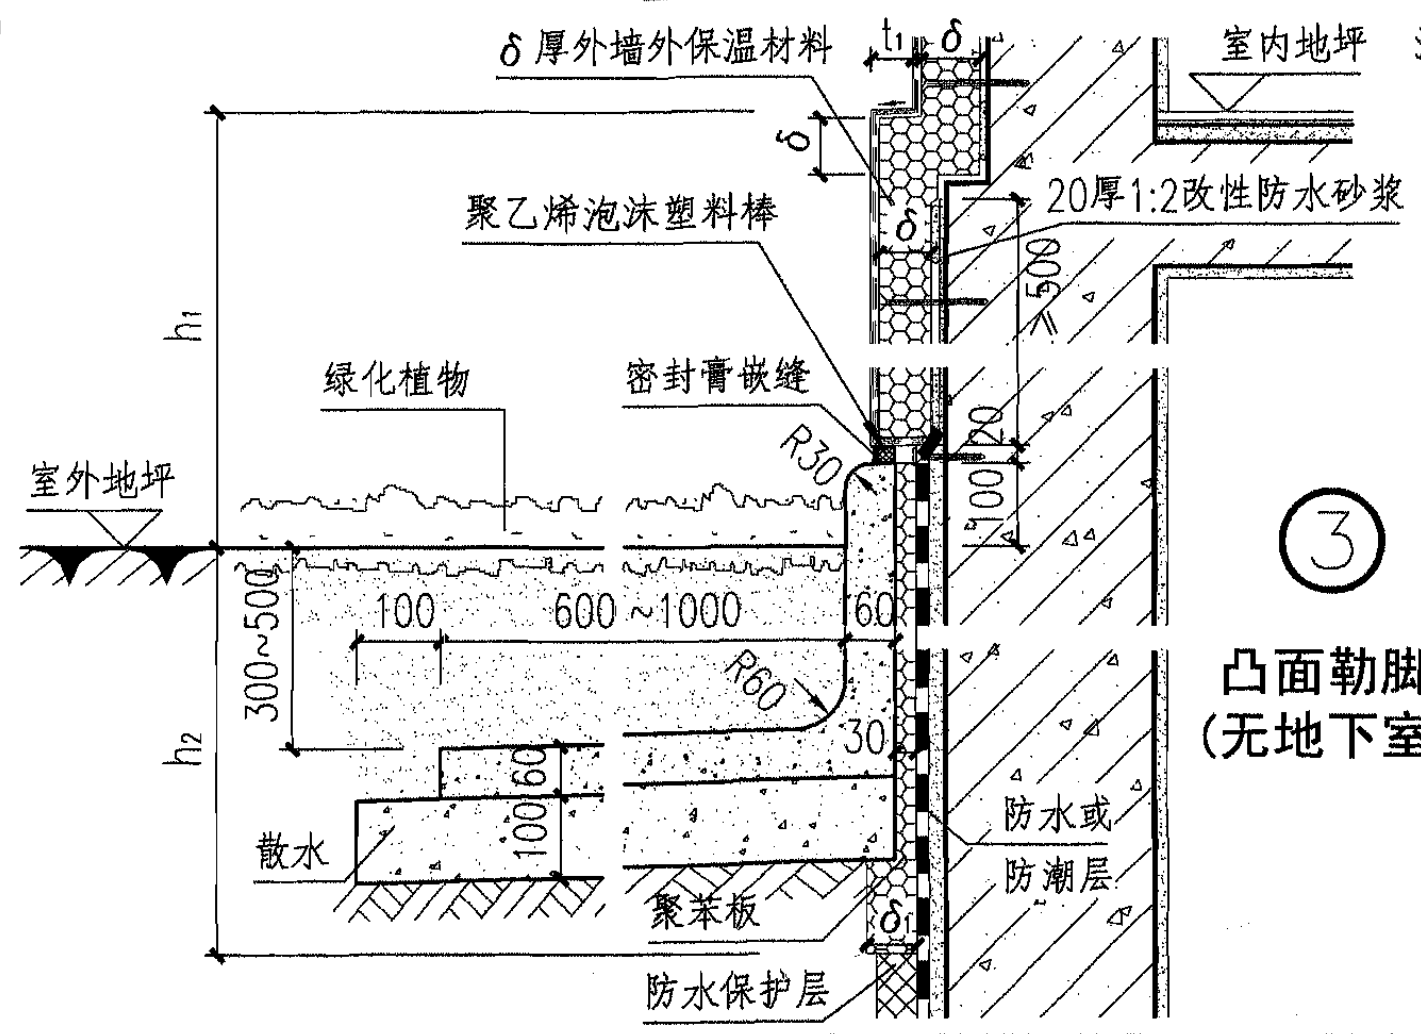 δ厚外墙外保温材料
t₁
δ
室内地坪
δ
聚乙烯泡沫塑料棒
δ
20厚1:2改性防水砂浆
≥500
h₁
绿化植物
密封膏嵌缝
20
R30
室外地坪
100
3
300~500
100
600~1000
60
凸面勒脚
(无地下室
R60
30
h₂
60
100
防水或
防潮层
散水
聚苯板
δ₁
防水保护层